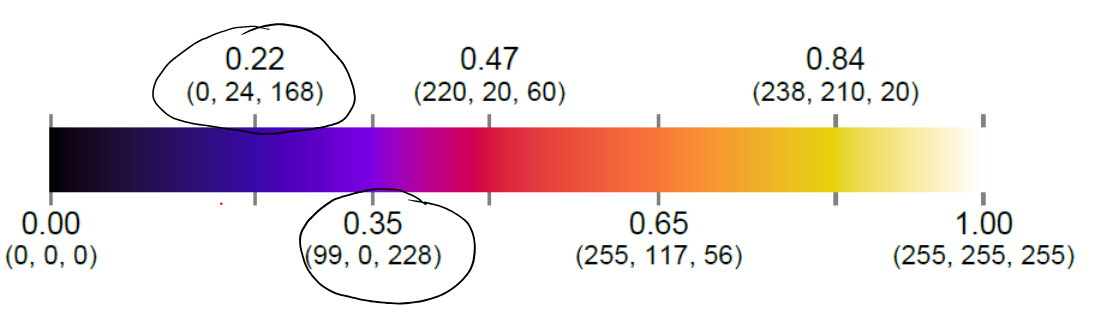 0.22 0.47 0.84
(0, 24, 168) (220, 20, 60) (238, 210, 20)
0.00 0.35 0.65 1.00
(0, 0, 0) (99, 0, 228) (255, 117, 56) (255, 255, 255)